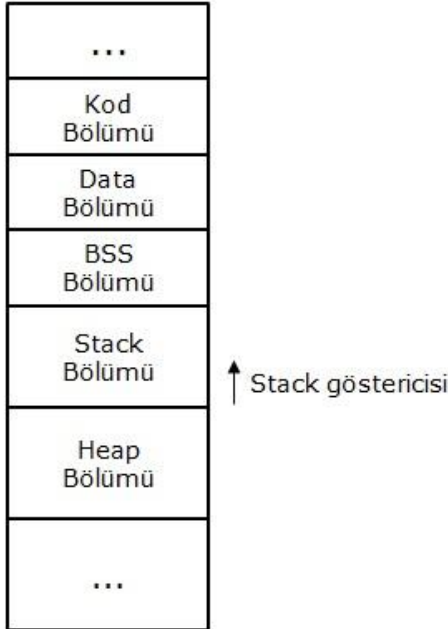 ...
Kod
Bölümü
Data
Bölümü
BSS
Bölümü
Stack
Bölümü
Stack göstericisi
Heap
Bölümü
...